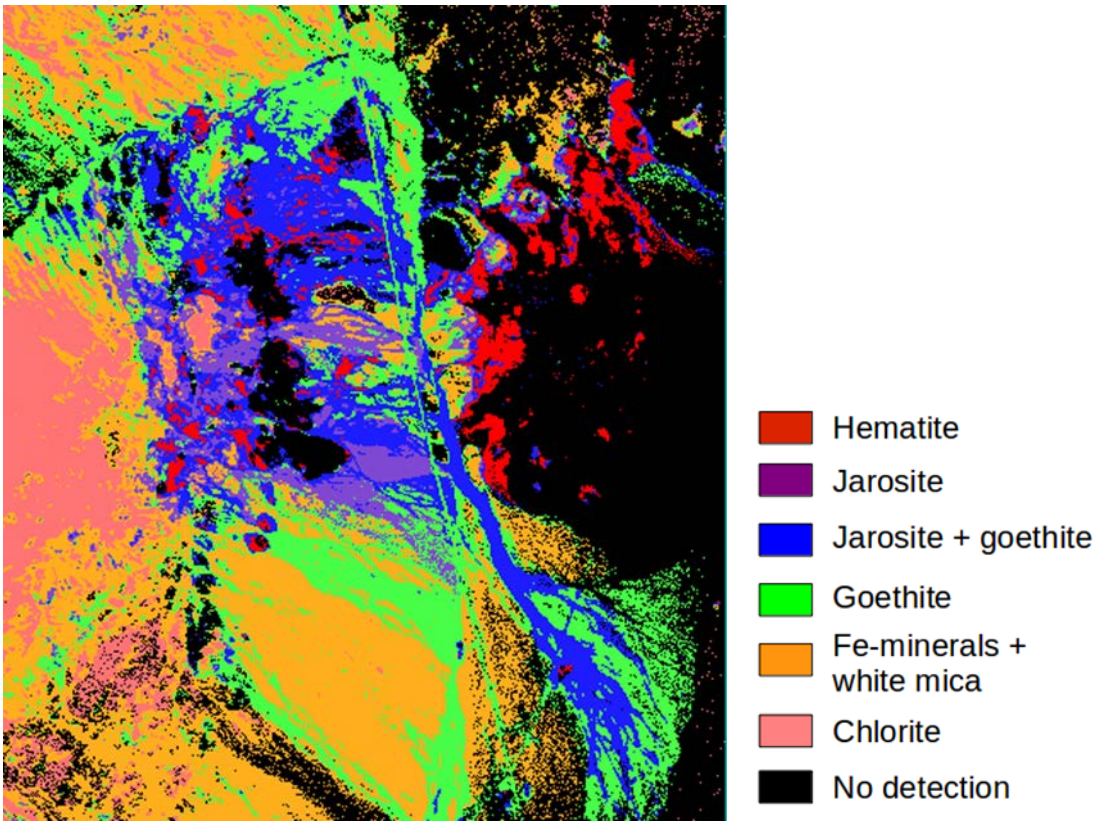 Hematite
Jarosite
Jarosite + goethite
Goethite
Fe-minerals +
white mica
Chlorite
No detection